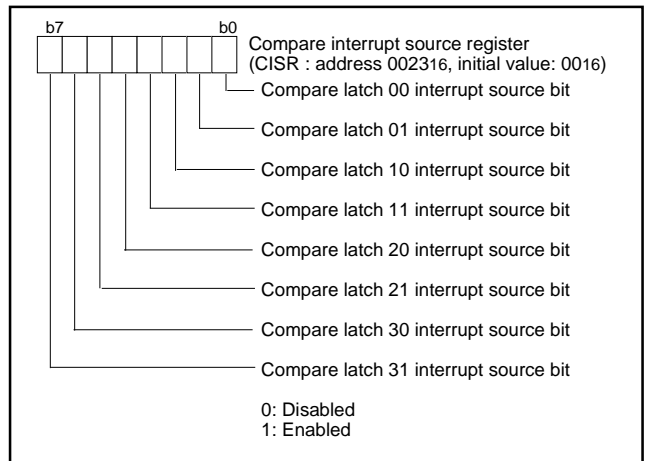 b7 b0
Compare interrupt source register
(CISR : address 002316, initial value: 0016)
Compare latch 00 interrupt source bit
Compare latch 01 interrupt source bit
Compare latch 10 interrupt source bit
Compare latch 11 interrupt source bit
Compare latch 20 interrupt source bit
Compare latch 21 interrupt source bit
Compare latch 30 interrupt source bit
Compare latch 31 interrupt source bit
0: Disabled
1: Enabled